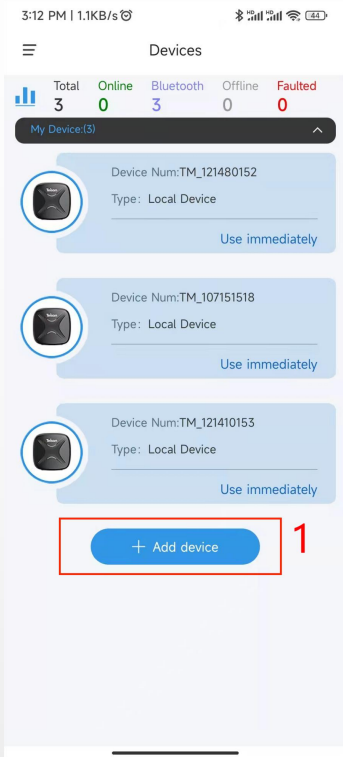 3:12 PM | 1.1KB/s
44
Devices
Total Online Bluetooth Offline Faulted
3 0 3 0 0
My Device:(3)
Device Num:TM_121480152
Type: Local Device
Use immediately
Device Num:TM_107151518
Type: Local Device
Use immediately
Device Num:TM_121410153
Type: Local Device
Use immediately
+ Add device
1